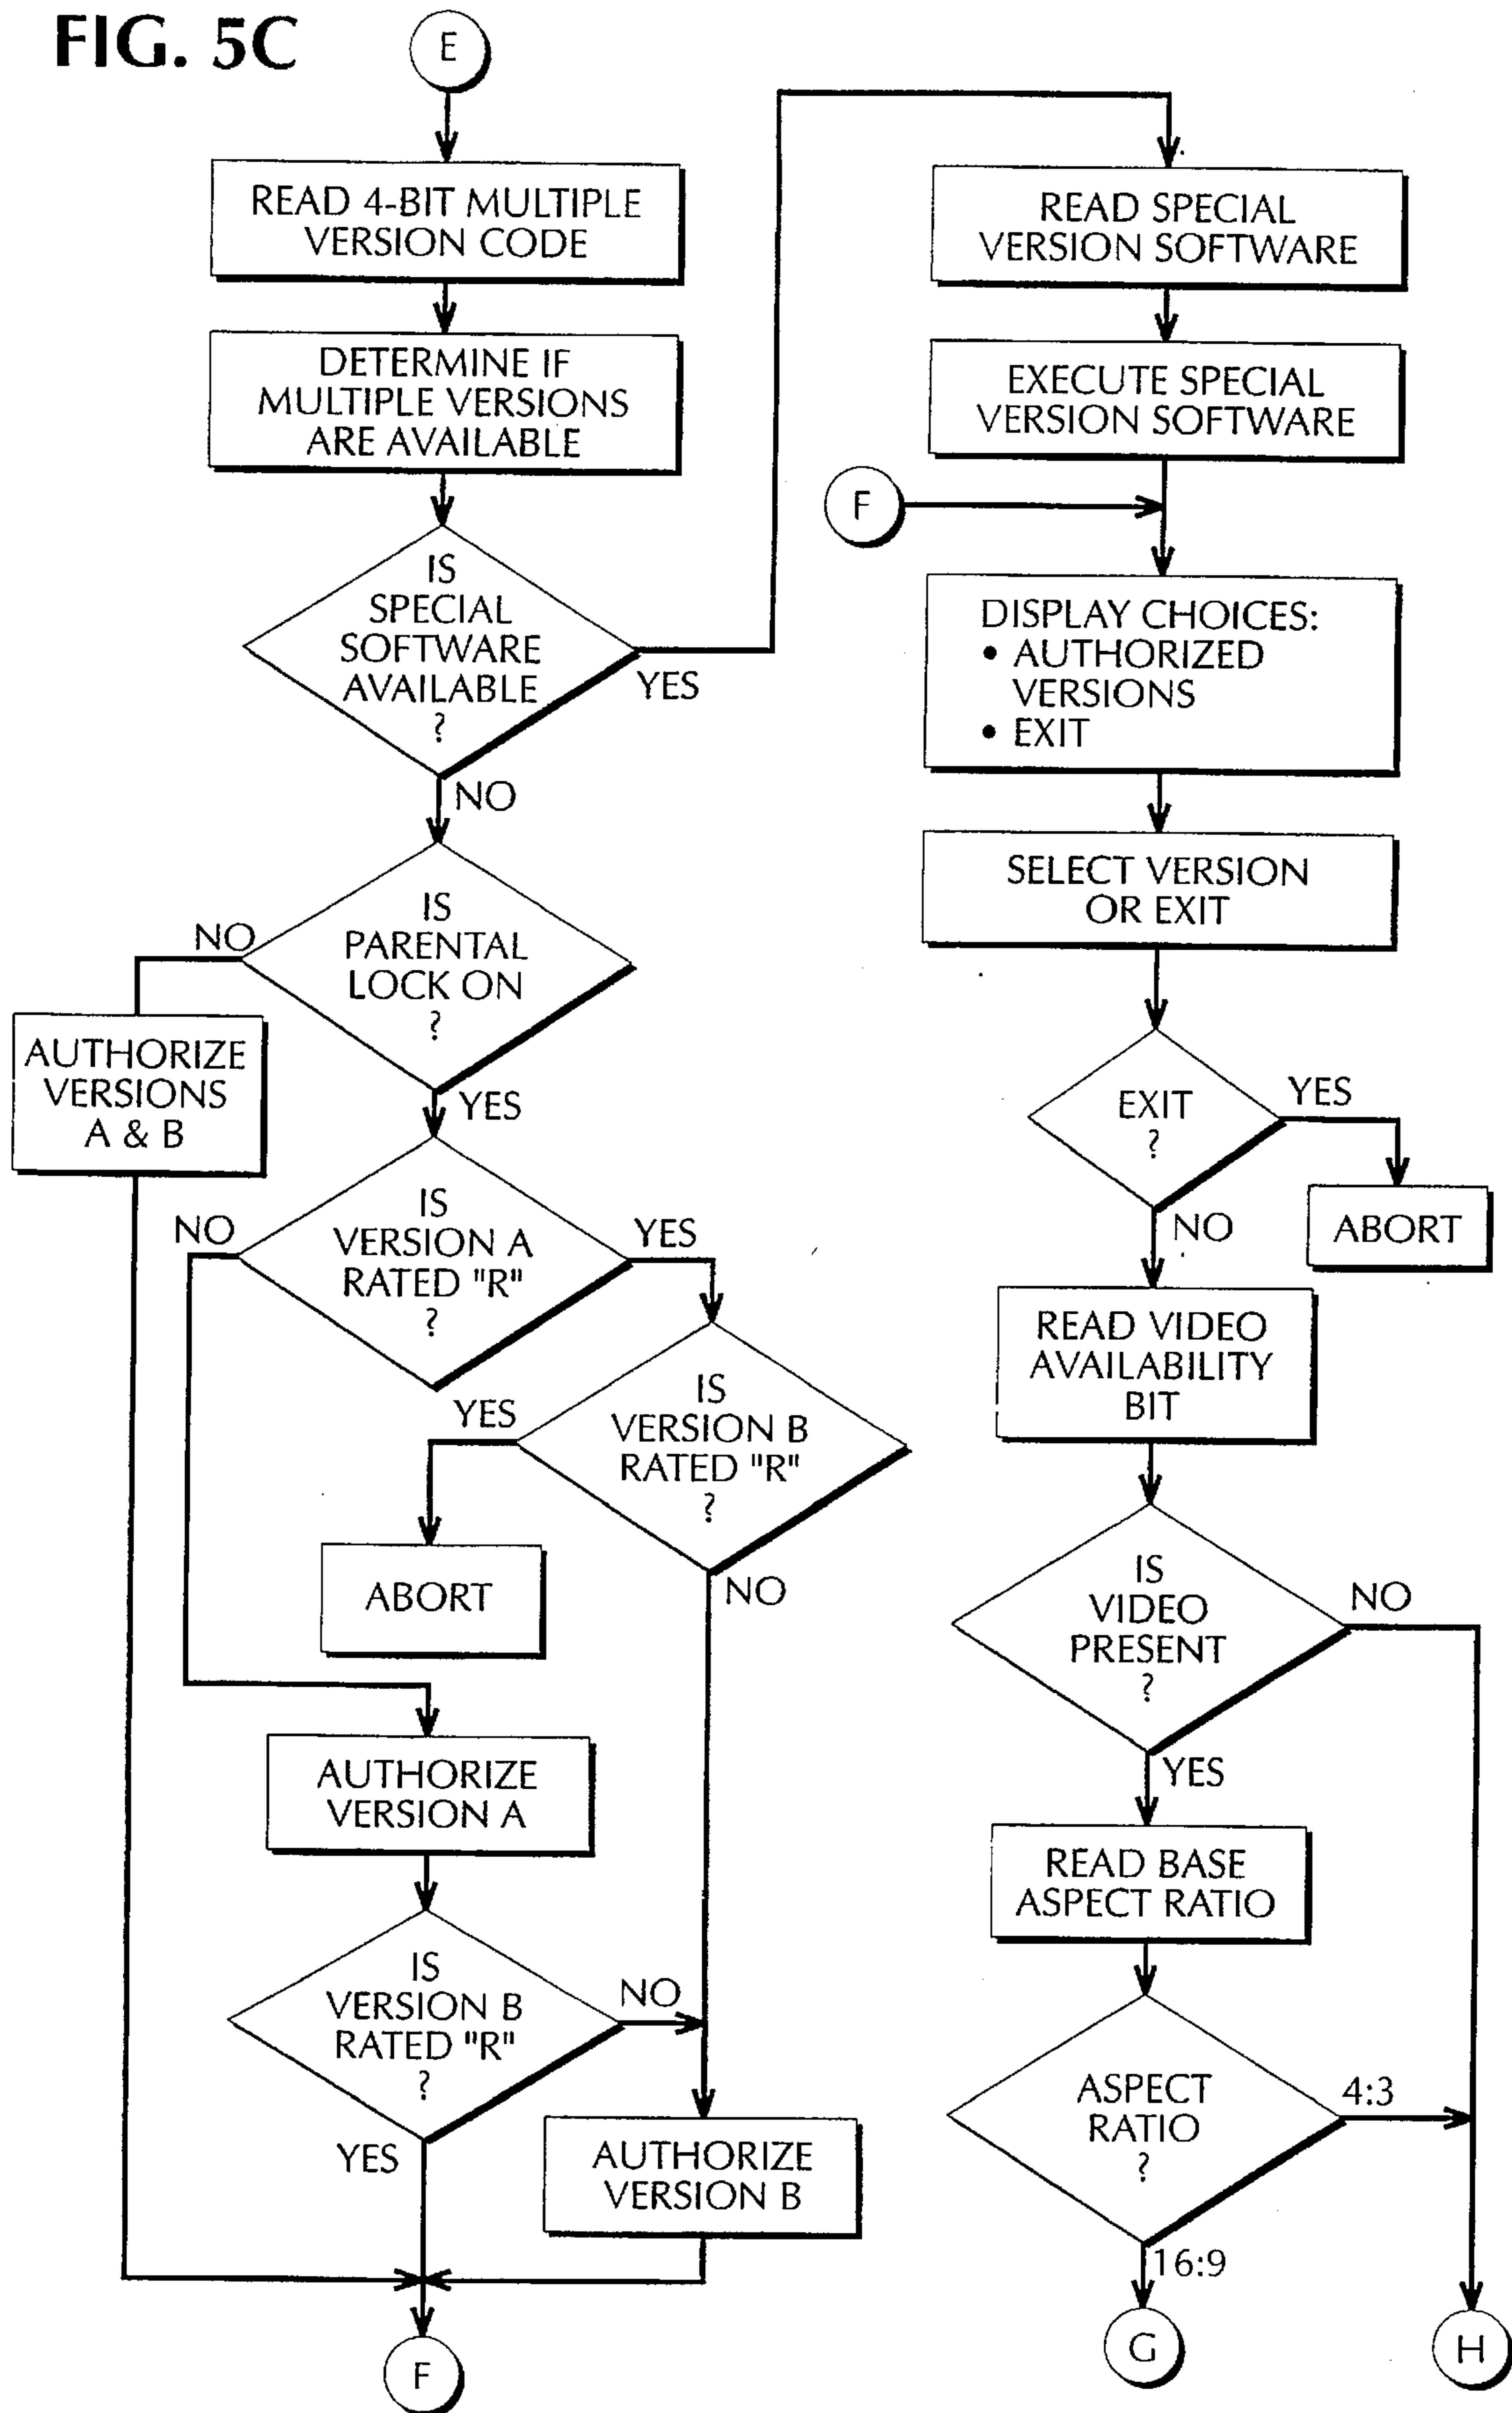 FIG. 5C
E
READ 4-BIT MULTIPLE
VERSION CODE
DETERMINE IF
MULTIPLE VERSIONS
ARE AVAILABLE
IS
SPECIAL
SOFTWARE
AVAILABLE
?
YES
NO
IS
PARENTAL
LOCK ON
?
NO
AUTHORIZE
VERSIONS
A & B
YES
IS
VERSION A
RATED "R"
?
NO
YES
IS
VERSION B
RATED "R"
?
YES
ABORT
NO
AUTHORIZE
VERSION A
IS
VERSION B
RATED "R"
?
NO
YES
AUTHORIZE
VERSION B
F
READ SPECIAL
VERSION SOFTWARE
EXECUTE SPECIAL
VERSION SOFTWARE
F
DISPLAY CHOICES:
• AUTHORIZED
VERSIONS
• EXIT
SELECT VERSION
OR EXIT
EXIT
?
YES
ABORT
NO
READ VIDEO
AVAILABILITY
BIT
IS
VIDEO
PRESENT
?
NO
YES
READ BASE
ASPECT RATIO
ASPECT
RATIO
?
4:3
16:9
G
H